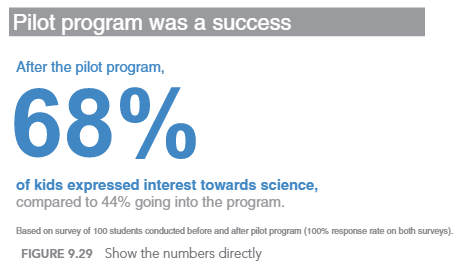 Pilot program was a success
After the pilot program,
68%
of kids expressed interest towards science,
compared to 44% going into the program.
Based on survey of 100 students conducted before and after pilot program (100% response rate on both surveys).
FIGURE 9.29 Show the numbers directly